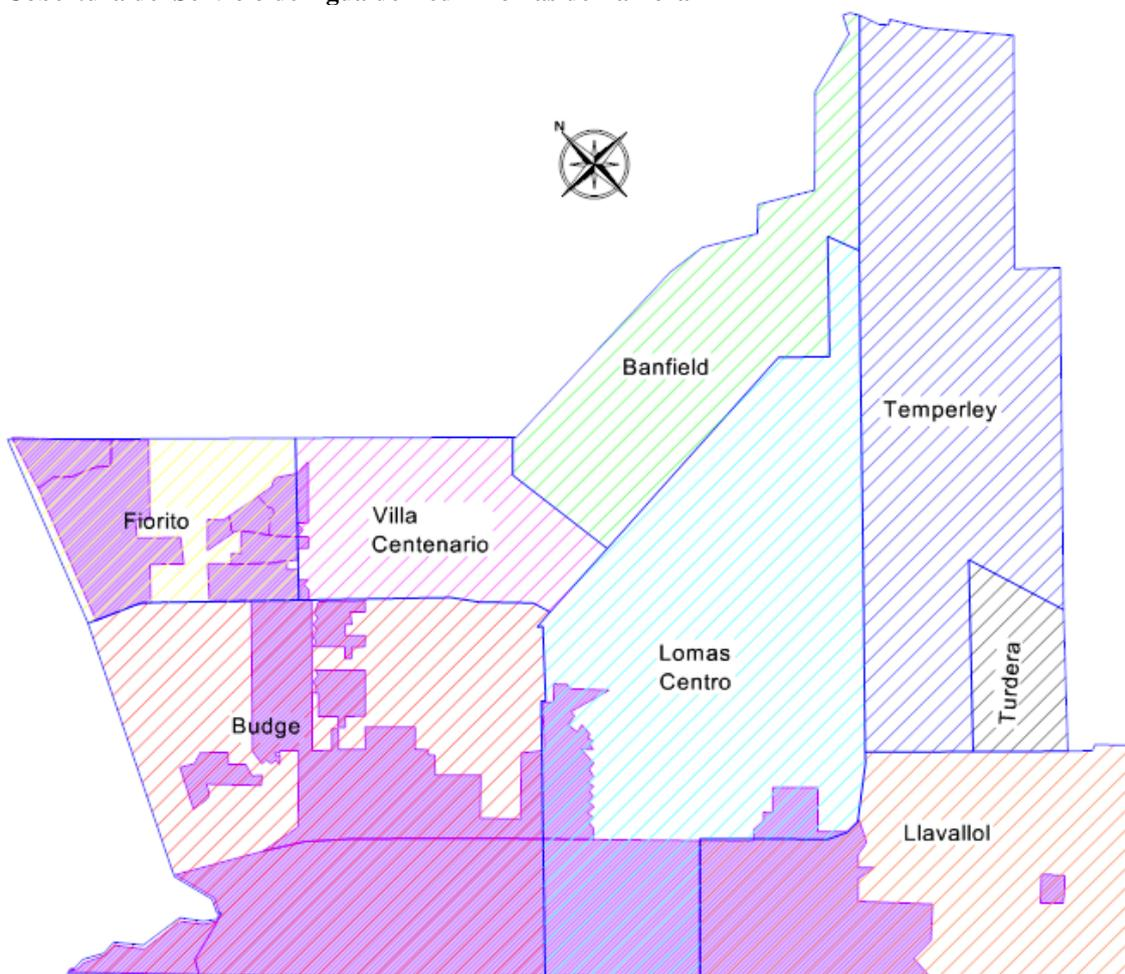 N
Banfield
Temperley
Fiorito
Villa
Centenario
Lomas
Centro
Turdera
Budge
Llavallol